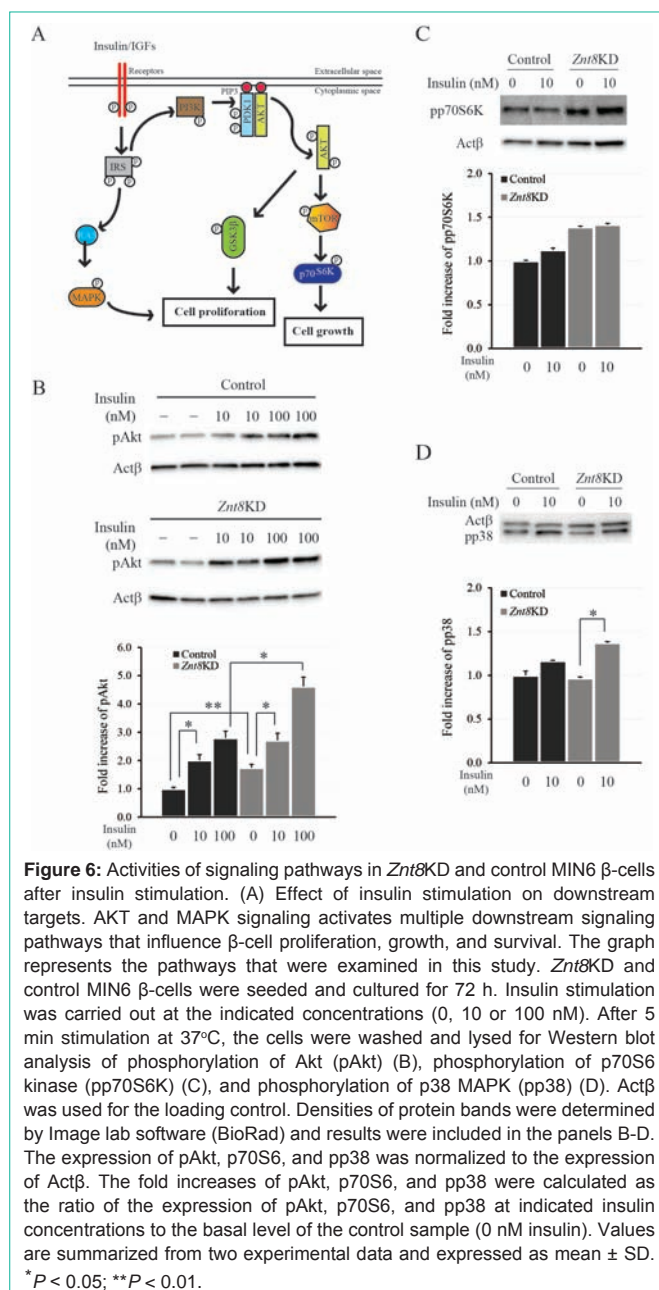 A
Insulin/IGFs
Receptors
Extracellular space
Cytoplasmic space
P P
PI3K
P
PIP3
PDK1
AKT
P P
IRS
P P
P AKT
P
P
GSK3β
P mTOR
P
p70S6K
P
MAPK
Cell proliferation
Cell growth
B
Control
Insulin (nM) – – 10 10 100 100
pAkt
Actβ
Znt8KD
Insulin (nM) – – 10 10 100 100
pAkt
Actβ
Fold increase of pAkt
6.0
5.0
4.0
3.0
2.0
1.0
Control
Znt8KD
*
**
*
*
Insulin (nM) 0 10 100 0 10 100
C
Control Znt8KD
Insulin (nM) 0 10 0 10
pp70S6K
Actβ
Fold increase of pp70S6K
2.0
1.5
1.0
0.0
Control
Znt8KD
Insulin (nM) 0 10 0 10
D
Control Znt8KD
Insulin (nM) 0 10 0 10
Actβ
pp38
Fold increase of pp38
2.0
1.5
1.0
0.0
Control
Znt8KD
*
Insulin (nM) 0 10 0 10
Figure 6: Activities of signaling pathways in Znt8KD and control MIN6 β-cells
after insulin stimulation. (A) Effect of insulin stimulation on downstream
targets. AKT and MAPK signaling activates multiple downstream signaling
pathways that influence β-cell proliferation, growth, and survival. The graph
represents the pathways that were examined in this study. Znt8KD and
control MIN6 β-cells were seeded and cultured for 72 h. Insulin stimulation
was carried out at the indicated concentrations (0, 10 or 100 nM). After 5
min stimulation at 37°C, the cells were washed and lysed for Western blot
analysis of phosphorylation of Akt (pAkt) (B), phosphorylation of p70S6
kinase (pp70S6K) (C), and phosphorylation of p38 MAPK (pp38) (D). Actβ
was used for the loading control. Densities of protein bands were determined
by Image lab software (BioRad) and results were included in the panels B-D.
The expression of pAkt, p70S6, and pp38 was normalized to the expression
of Actβ. The fold increases of pAkt, p70S6, and pp38 were calculated as
the ratio of the expression of pAkt, p70S6, and pp38 at indicated insulin
concentrations to the basal level of the control sample (0 nM insulin). Values
are summarized from two experimental data and expressed as mean ± SD.
*P < 0.05; **P < 0.01.